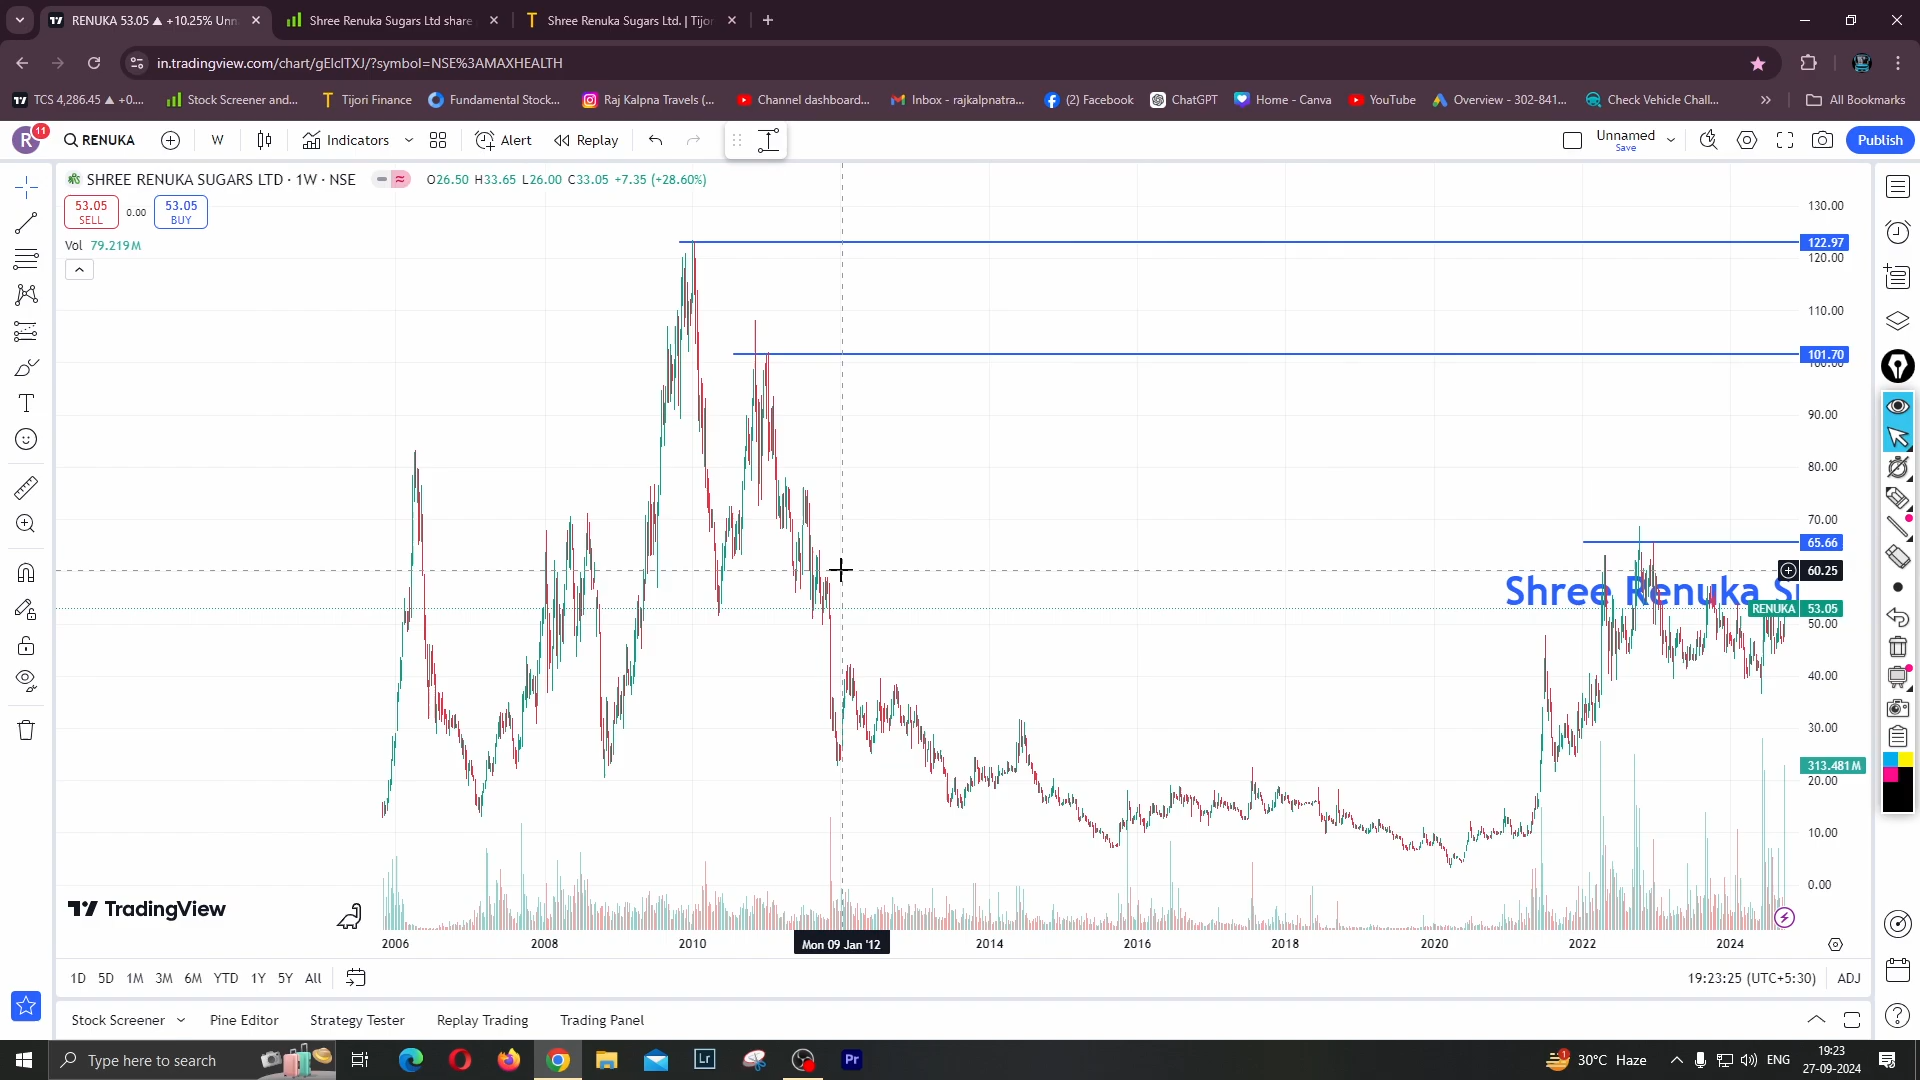 RENUKA 53.05 ▲ +10.25% Unn
Shree Renuka Sugars Ltd share
Shree Renuka Sugars Ltd. | Tijor
in.tradingview.com/chart/gElclTXJ/?symbol=NSE%3AMAXHEALTH
TCS 4,286.45 ▲ +0....
Stock Screener and...
Tijori Finance
Fundamental Stock...
Raj Kalpna Travels (...
Channel dashboard...
Inbox - rajkalpnatra...
(2) Facebook
ChatGPT
Home - Canva
YouTube
Overview - 302-841...
Check Vehicle Chall...
All Bookmarks
R 11
RENUKA
W
Indicators
Alert
Replay
Unnamed
Save
Publish
SHREE RENUKA SUGARS LTD · 1W · NSE
O26.50 H33.65 L26.00 C33.05 +7.35 (+28.60%)
53.05
SELL
0.00
53.05
BUY
Vol 79.219M
130.00
122.97
120.00
110.00
101.70
100.00
90.00
80.00
70.00
65.66
60.25
Shree Renuka S
RENUKA 53.05
50.00
40.00
30.00
313.481M
20.00
10.00
0.00
TradingView
2006
2008
2010
Mon 09 Jan '12
2014
2016
2018
2020
2022
2024
1D 5D 1M 3M 6M YTD 1Y 5Y All
19:23:25 (UTC+5:30)
ADJ
Stock Screener
Pine Editor
Strategy Tester
Replay Trading
Trading Panel
Type here to search
Lr
Pr
30°C Haze
ENG
19:23
27-09-2024